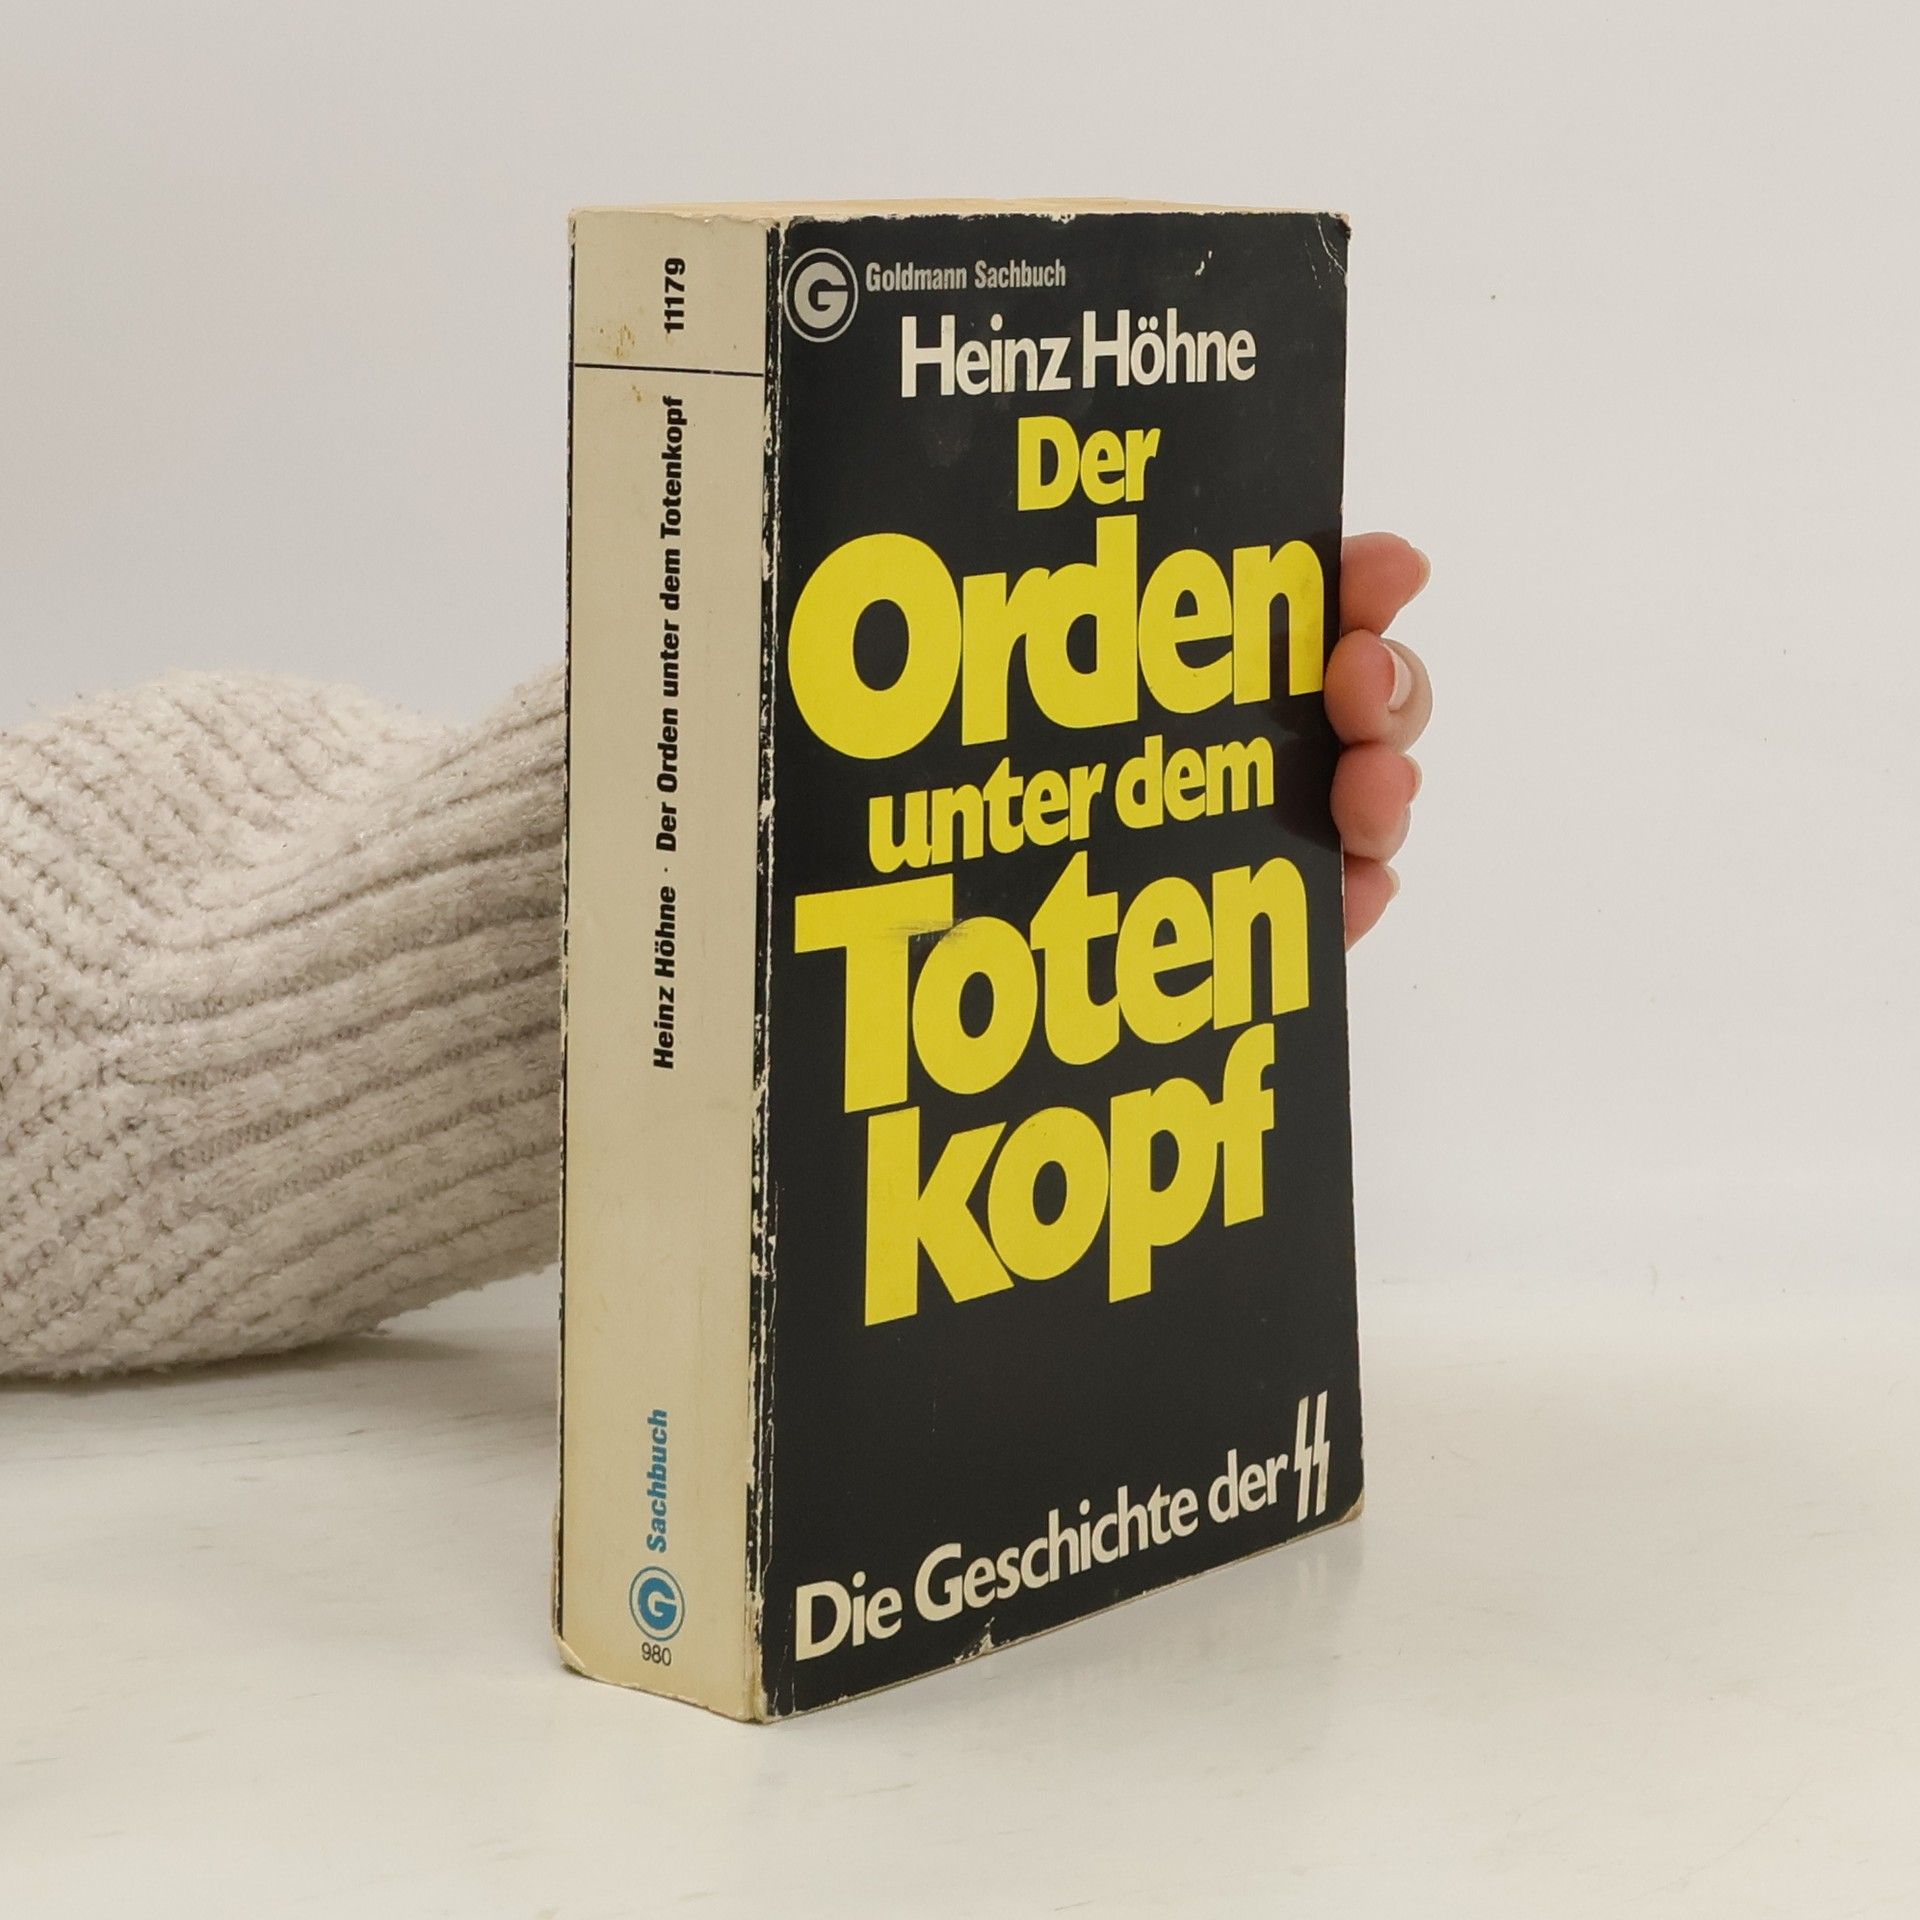 11179
Heinz Höhne · Der Orden unter dem Totenkopf
Sachbuch
G
980
G Goldmann Sachbuch
Heinz Höhne
Der
Orden
unter dem
Toten
kopf
Die Geschichte der SS